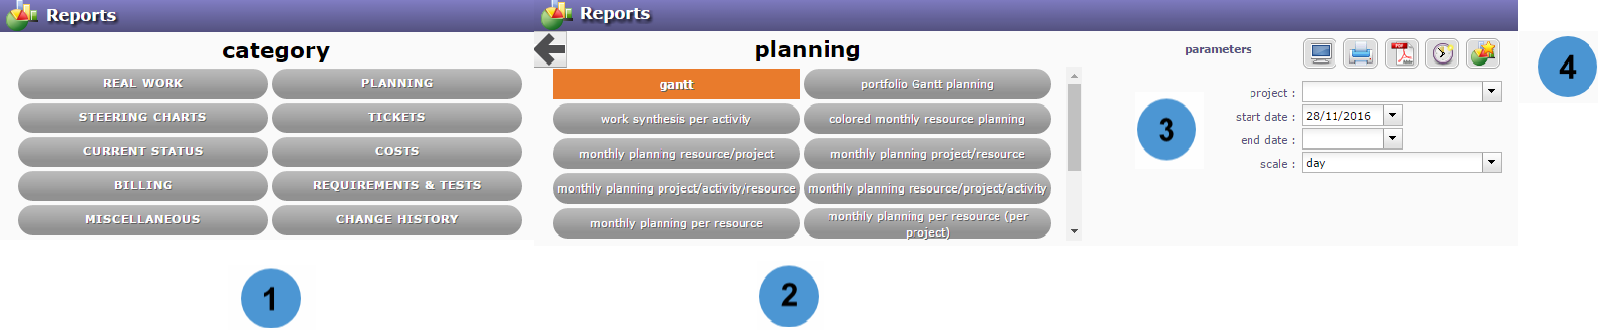 Reports
category
REAL WORK
PLANNING
STEERING CHARTS
TICKETS
CURRENT STATUS
COSTS
BILLING
REQUIREMENTS & TESTS
MISCELLANEOUS
CHANGE HISTORY
1
Reports
planning
gantt
portfolio Gantt planning
work synthesis per activity
colored monthly resource planning
monthly planning resource/project
monthly planning project/resource
monthly planning project/activity/resource
monthly planning resource/project/activity
monthly planning per resource
monthly planning per resource (per
project)
2
parameters
PDF
project :
start date : 28/11/2016
end date :
scale : day
3
4